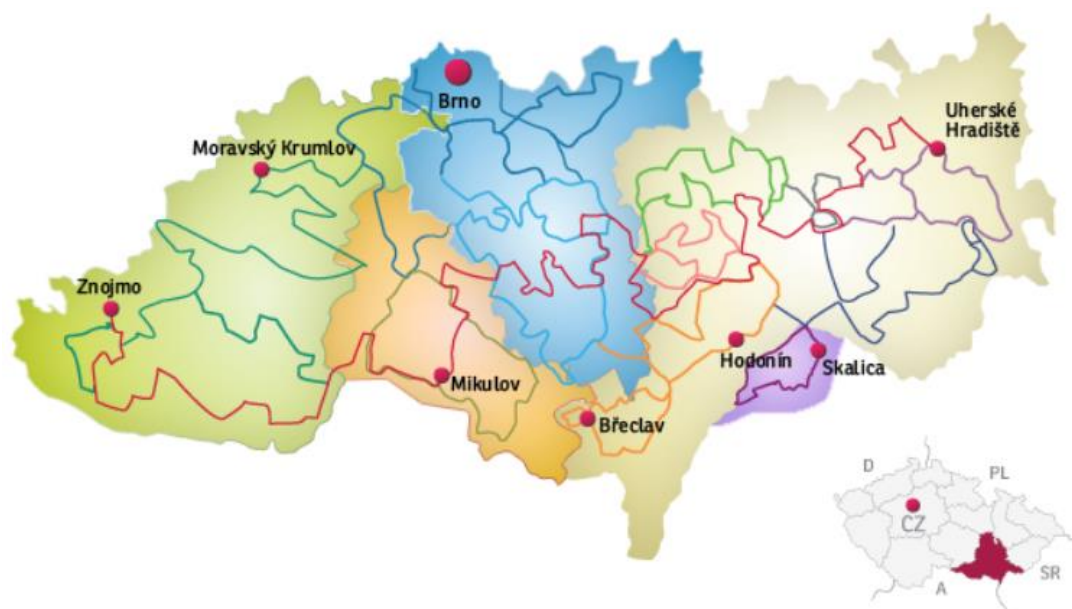 Brno
Uherské
Hradiště
Moravský Krumlov
Znojmo
Hodonín
Skalica
Mikulov
Břeclav
D
PL
CZ
SR
A